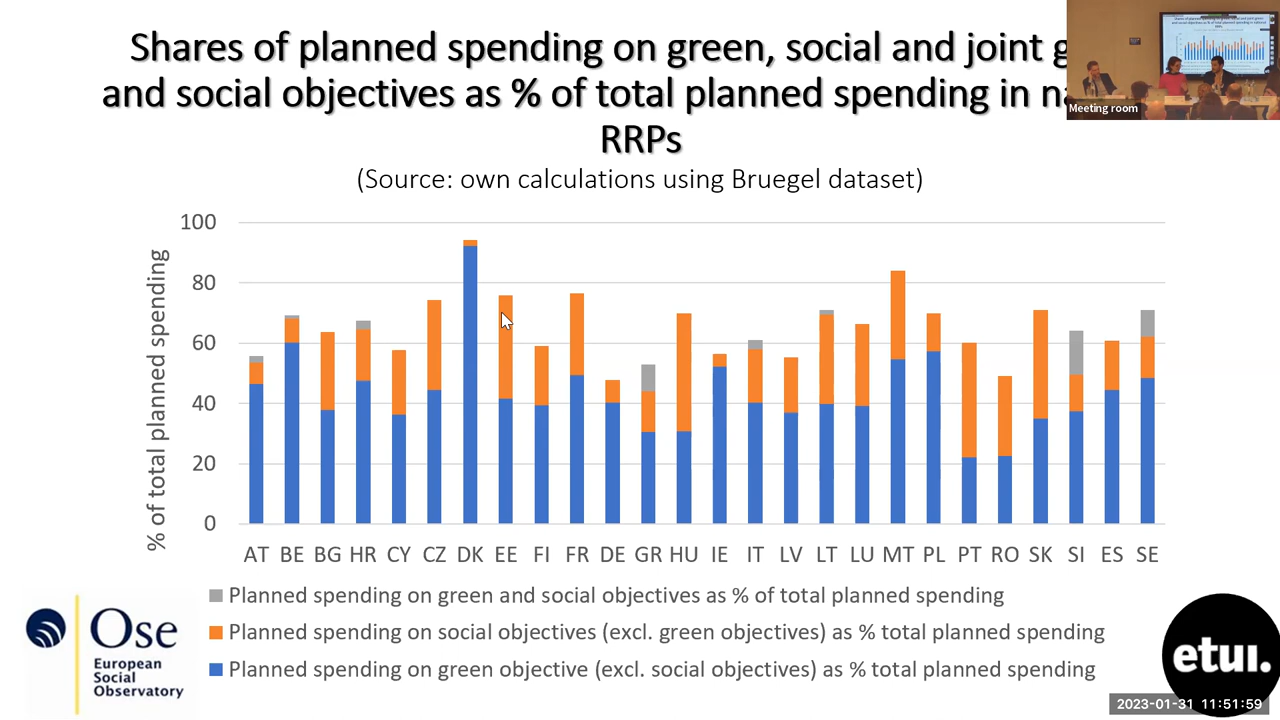 Shares of planned spending on green, social and joint g
and social objectives as % of total planned spending in na
RRPs
(Source: own calculations using Bruegel dataset)
Meeting room
% of total planned spending
100
80
60
40
20
0
AT BE BG HR CY CZ DK EE FI FR DE GR HU IE IT LV LT LU MT PL PT RO SK SI ES SE
Planned spending on green and social objectives as % of total planned spending
Planned spending on social objectives (excl. green objectives) as % total planned spending
Planned spending on green objective (excl. social objectives) as % total planned spending
Ose
European
Social
Observatory
etui.
2023-01-31 11:51:59